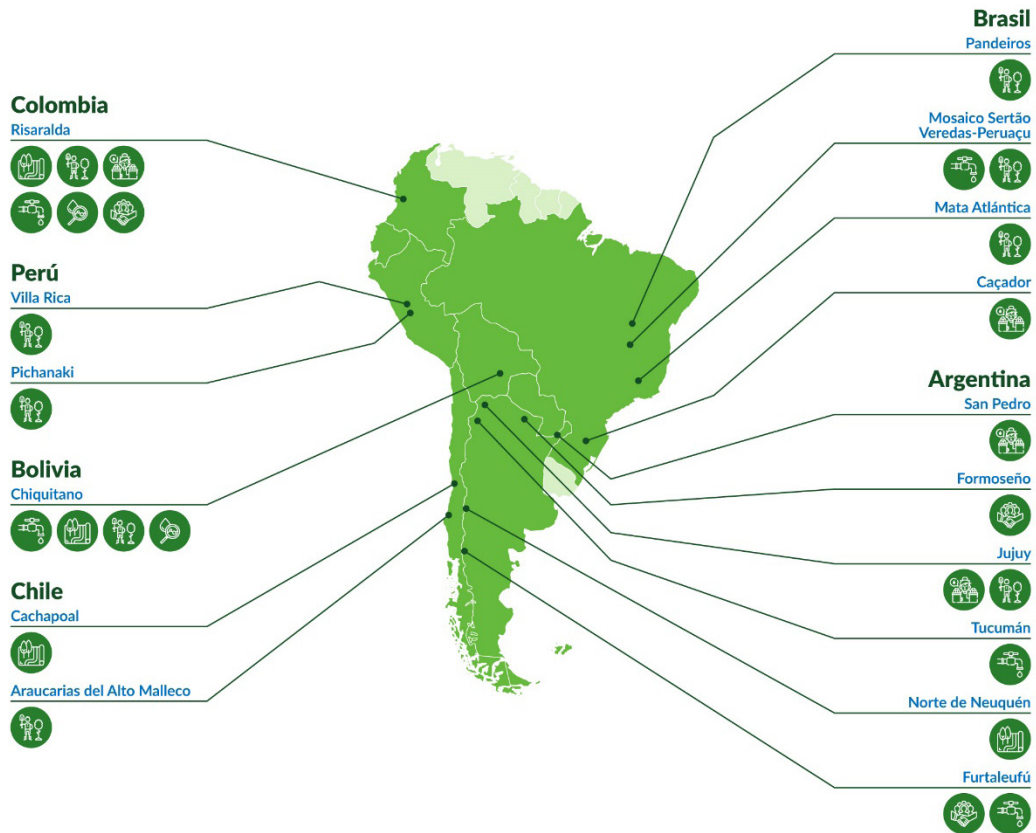 Colombia
Risaralda
Perú
Villa Rica
Pichanaki
Bolivia
Chiquitano
Chile
Cachapoal
Araucarias del Alto Malleco
Brasil
Pandeiros
Mosaico Sertão
Veredas-Peruaçu
Mata Atlántica
Caçador
Argentina
San Pedro
Formoseño
Jujuy
Tucumán
Norte de Neuquén
Furtaleufú